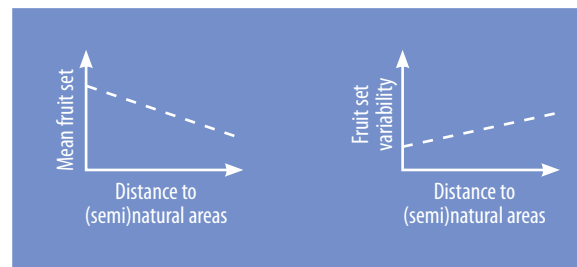 Mean fruit set
Distance to
(semi)natural areas
Fruit set
variability
Distance to
(semi)natural areas